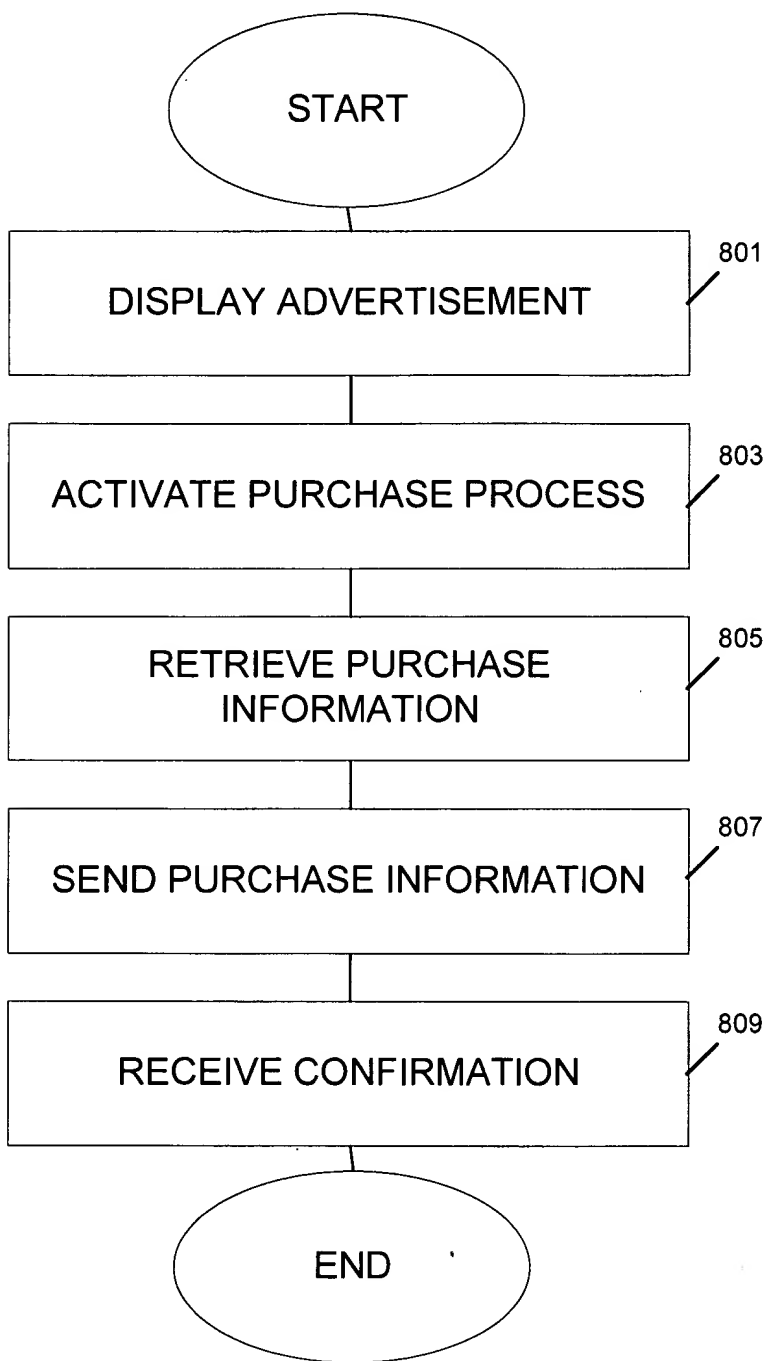 START
801
DISPLAY ADVERTISEMENT
803
ACTIVATE PURCHASE PROCESS
805
RETRIEVE PURCHASE
INFORMATION
807
SEND PURCHASE INFORMATION
809
RECEIVE CONFIRMATION
END